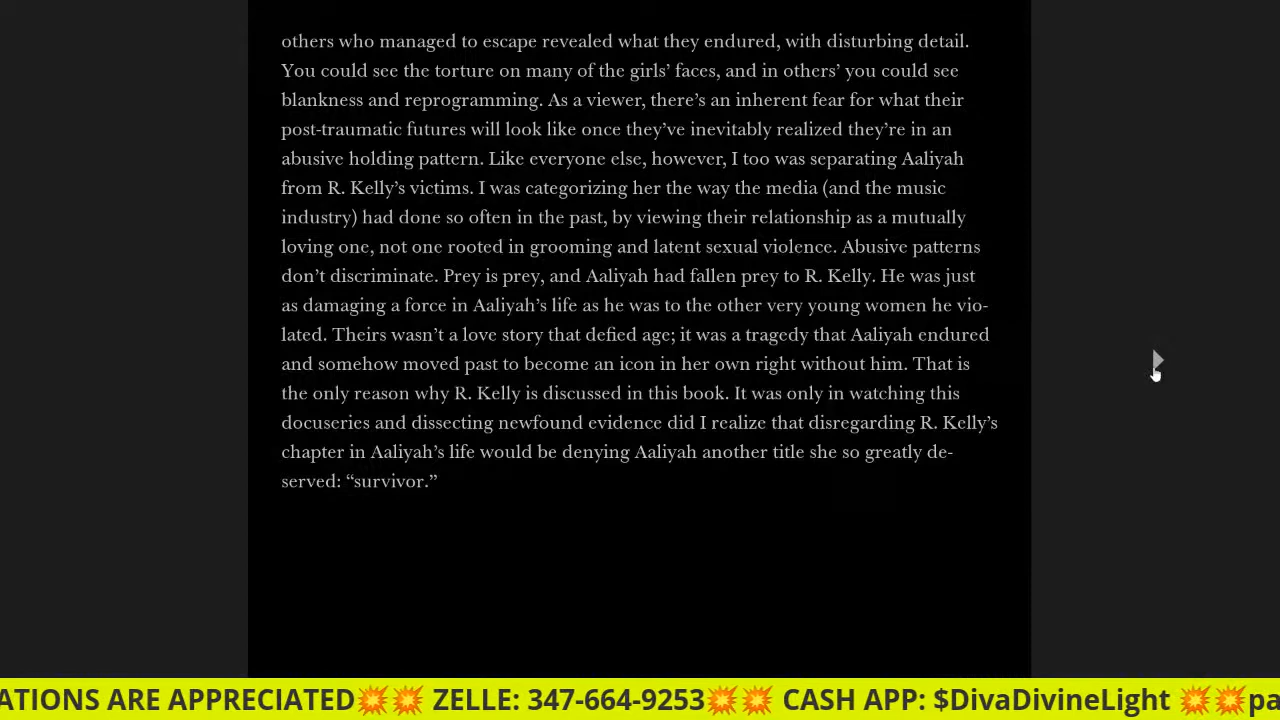 others who managed to escape revealed what they endured, with disturbing detail.
You could see the torture on many of the girls’ faces, and in others’ you could see
blankness and reprogramming. As a viewer, there’s an inherent fear for what their
post-traumatic futures will look like once they’ve inevitably realized they’re in an
abusive holding pattern. Like everyone else, however, I too was separating Aaliyah
from R. Kelly’s victims. I was categorizing her the way the media (and the music
industry) had done so often in the past, by viewing their relationship as a mutually
loving one, not one rooted in grooming and latent sexual violence. Abusive patterns
don’t discriminate. Prey is prey, and Aaliyah had fallen prey to R. Kelly. He was just
as damaging a force in Aaliyah’s life as he was to the other very young women he vio-
lated. Theirs wasn’t a love story that defied age; it was a tragedy that Aaliyah endured
and somehow moved past to become an icon in her own right without him. That is
the only reason why R. Kelly is discussed in this book. It was only in watching this
docuseries and dissecting newfound evidence did I realize that disregarding R. Kelly’s
chapter in Aaliyah’s life would be denying Aaliyah another title she so greatly de-
served: “survivor.”
ATIONS ARE APPRECIATED💥💥 ZELLE: 347-664-9253💥💥 CASH APP: $DivaDivineLight 💥💥pa